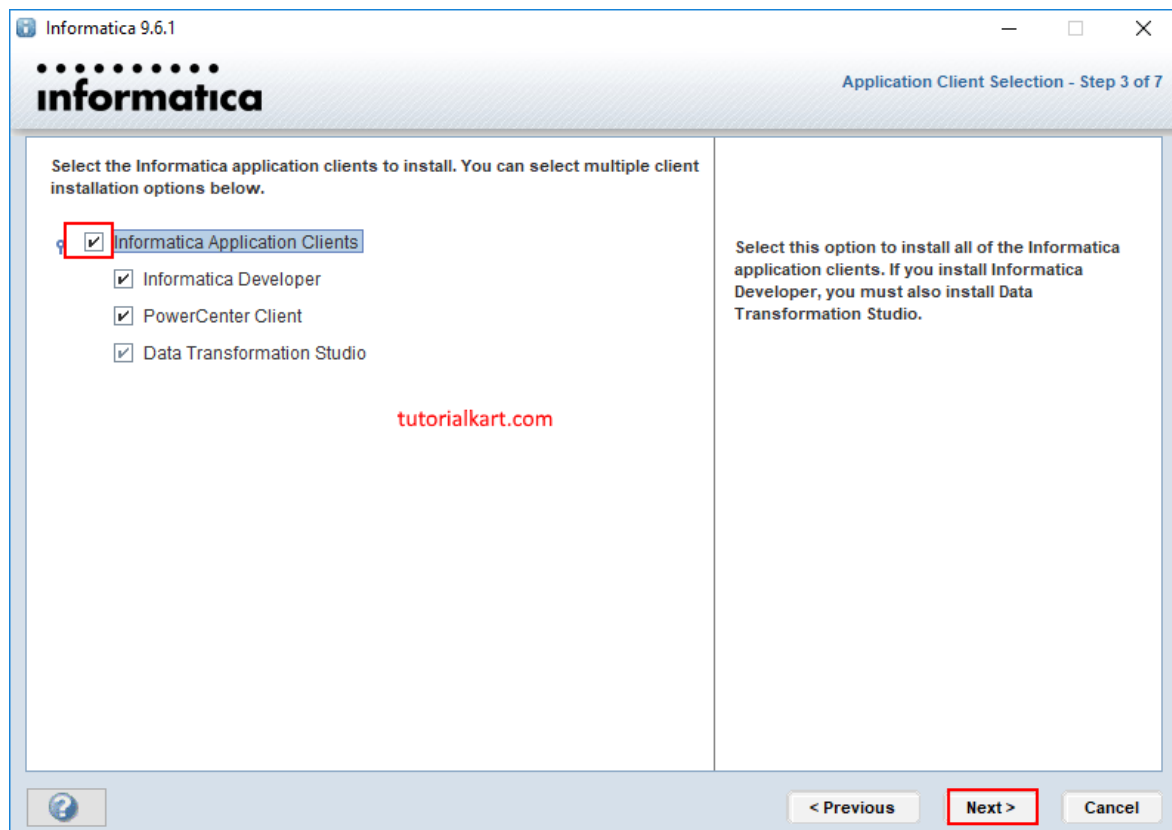 Informatica 9.6.1
informatica
Application Client Selection - Step 3 of 7
Select the Informatica application clients to install. You can select multiple client
installation options below.
Informatica Application Clients
Informatica Developer
PowerCenter Client
Data Transformation Studio
tutorialkart.com
Select this option to install all of the Informatica
application clients. If you install Informatica
Developer, you must also install Data
Transformation Studio.
?
< Previous
Next >
Cancel